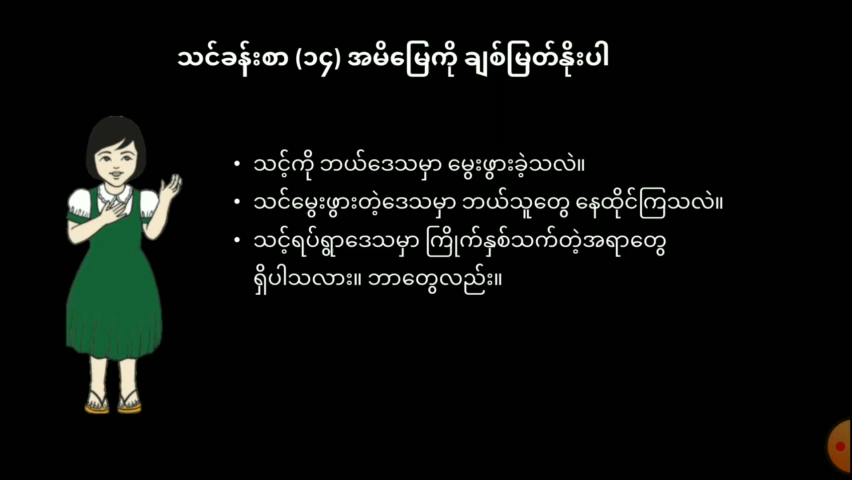 သင်ခန်းစာ (၁၄) အမိမြေကို ချစ်မြတ်နိုးပါ
• သင့်ကို ဘယ်ဒေသမှာ မွေးဖွားခဲ့သလဲ။
• သင်မွေးဖွားတဲ့ဒေသမှာ ဘယ်သူတွေ နေထိုင်ကြသလဲ။
• သင့်ရပ်ရွာဒေသမှာ ကြိုက်နှစ်သက်တဲ့အရာတွေ
ရှိပါသလား။ ဘာတွေလည်း။